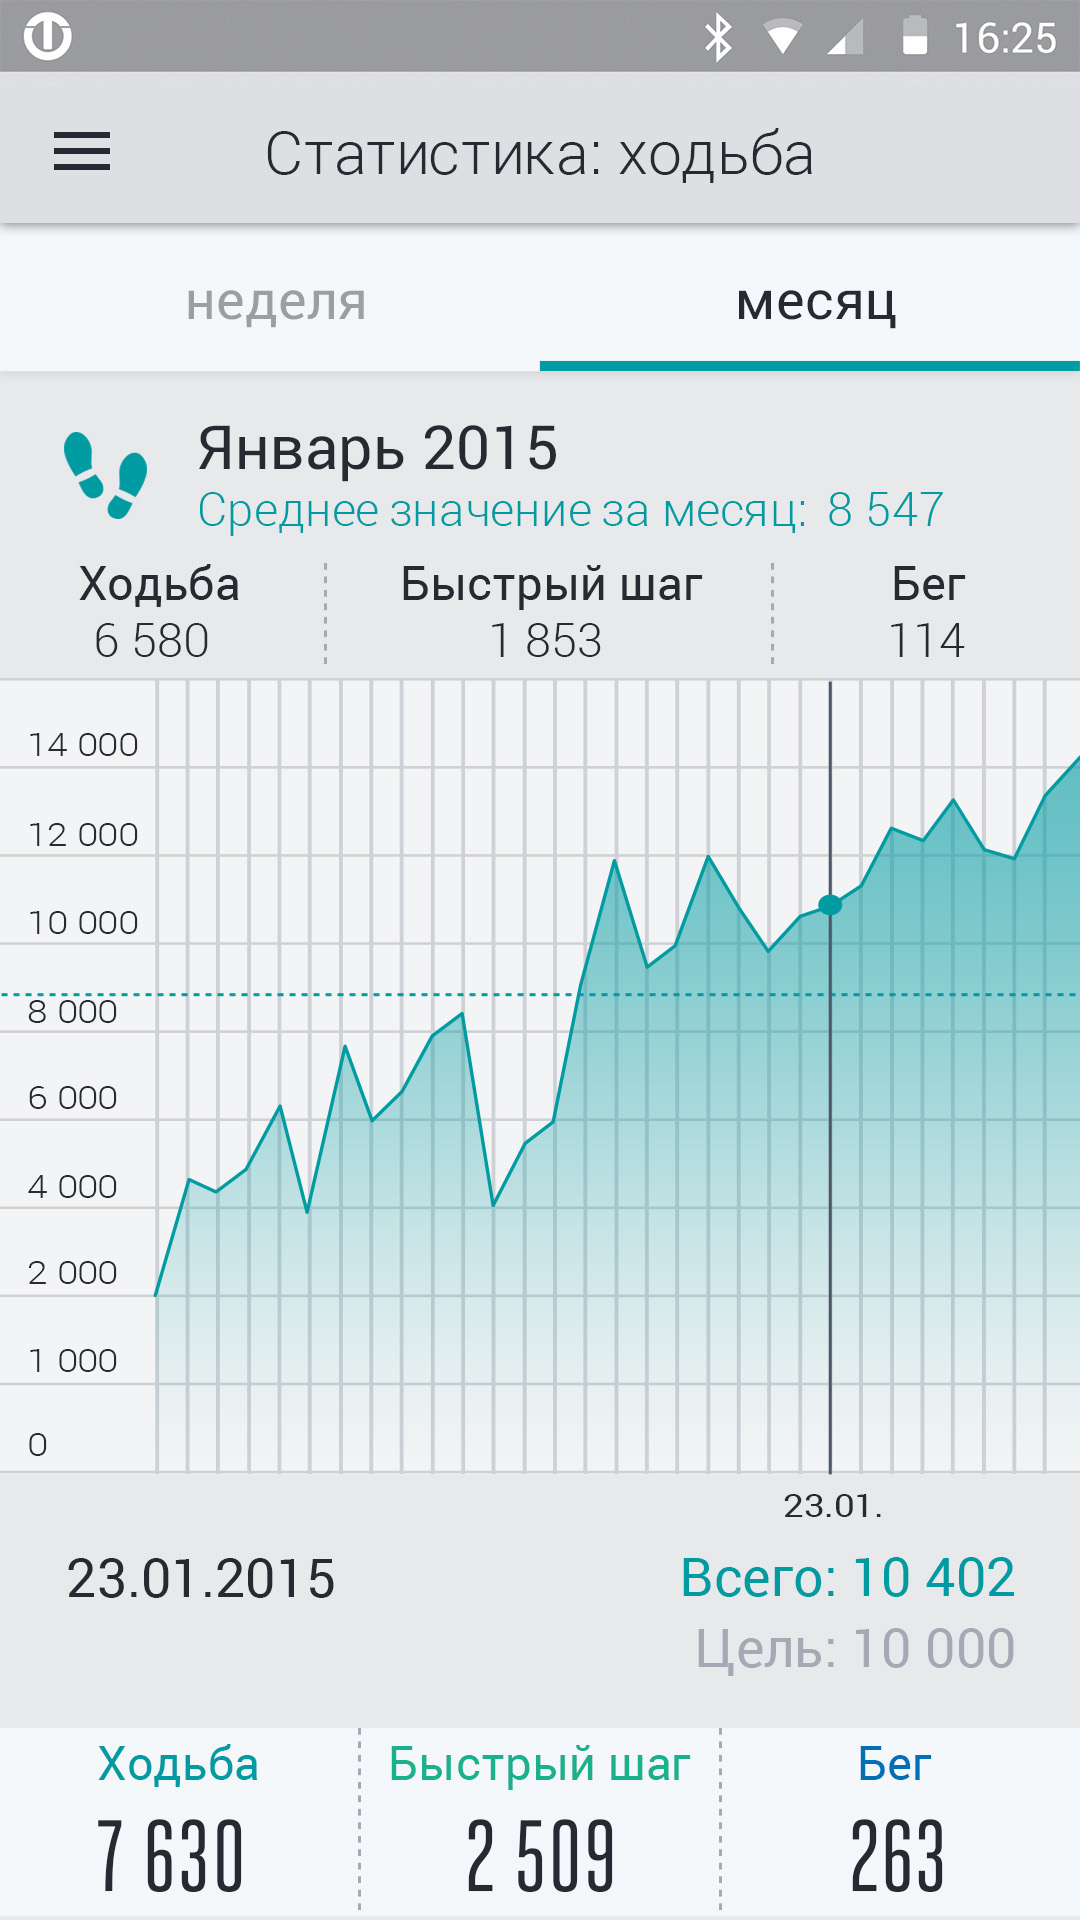 16:25
Статистика: ходьба
неделя
месяц
Январь 2015
Среднее значение за месяц: 8 547
Ходьба
Быстрый шаг
Бег
6 580
1 853
114
14 000
12 000
10 000
8 000
6 000
4 000
2 000
1 000
0
23.01.
23.01.2015
Всего: 10 402
Цель: 10 000
Ходьба
Быстрый шаг
Бег
7 630
2 509
263